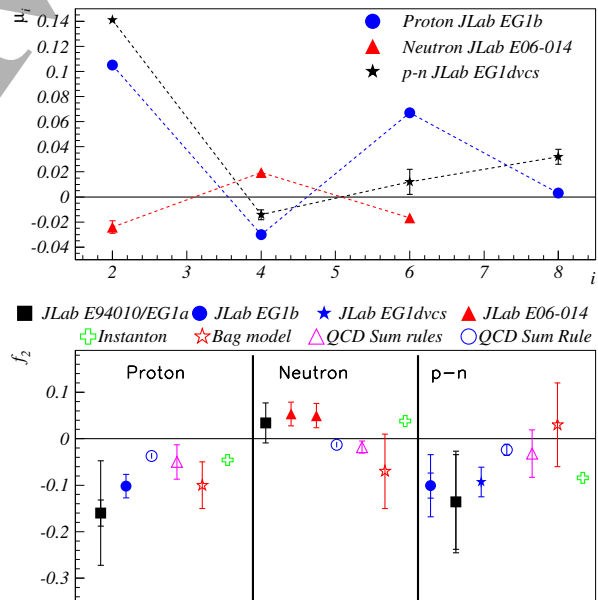 μi
0.14
0.12
0.1
0.08
0.06
0.04
0.02
0
-0.02
-0.04
Proton JLab EG1b
Neutron JLab E06-014
p-n JLab EG1dvcs
2 3 4 5 6 7 8 i
JLab E94010/EG1a JLab EG1b JLab EG1dvcs JLab E06-014
Instanton Bag model QCD Sum rules QCD Sum Rule
f2
Proton Neutron p-n
0.1
0
-0.1
-0.2
-0.3